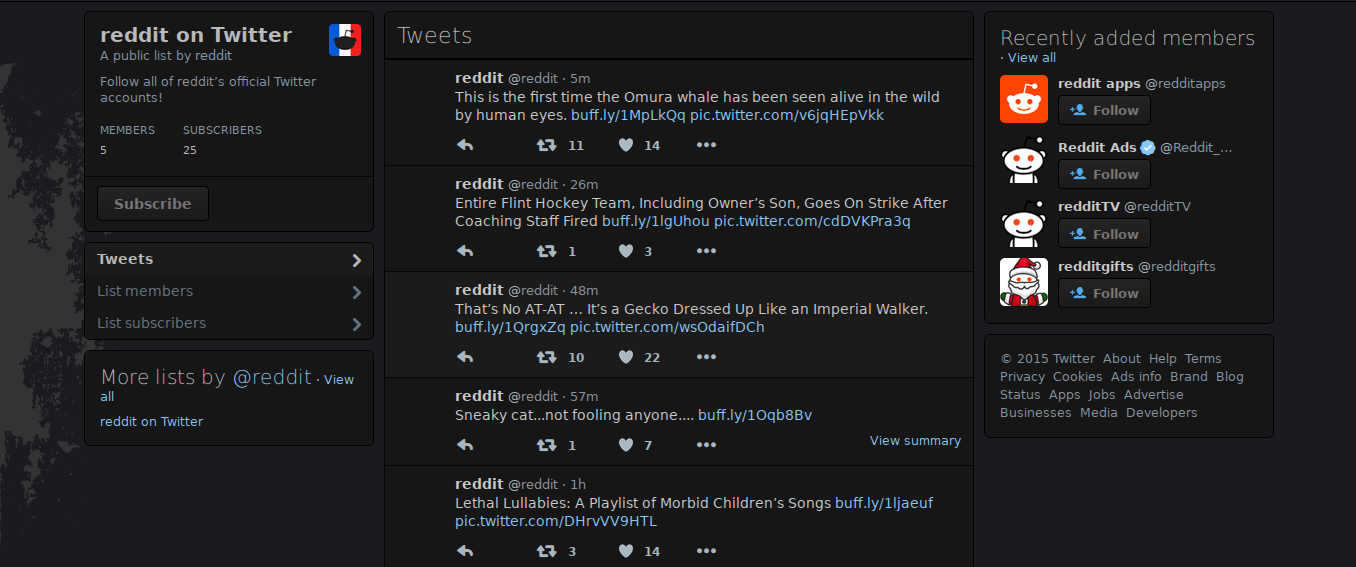 reddit on Twitter
A public list by reddit
Follow all of reddit’s official Twitter
accounts!
MEMBERS SUBSCRIBERS
5 25
Subscribe
Tweets
List members
List subscribers
More lists by @reddit · View
all
reddit on Twitter
Tweets
reddit @reddit · 5m
This is the first time the Omura whale has been seen alive in the wild
by human eyes. buff.ly/1MpLkQq pic.twitter.com/v6jqHEpVkk
11 14
reddit @reddit · 26m
Entire Flint Hockey Team, Including Owner’s Son, Goes On Strike After
Coaching Staff Fired buff.ly/1lgUhou pic.twitter.com/cdDVKPra3q
1 3
reddit @reddit · 48m
That’s No AT-AT ... It’s a Gecko Dressed Up Like an Imperial Walker.
buff.ly/1QrgxZq pic.twitter.com/wsOdaifDCh
10 22
reddit @reddit · 57m
Sneaky cat...not fooling anyone.... buff.ly/1Oqb8Bv
1 7 View summary
reddit @reddit · 1h
Lethal Lullabies: A Playlist of Morbid Children’s Songs buff.ly/1ljaeuf
pic.twitter.com/DHrvVV9HTL
3 14
Recently added members
· View all
reddit apps @redditapps
Follow
Reddit Ads @Reddit_...
Follow
redditTV @redditTV
Follow
redditgifts @redditgifts
Follow
© 2015 Twitter About Help Terms
Privacy Cookies Ads info Brand Blog
Status Apps Jobs Advertise
Businesses Media Developers